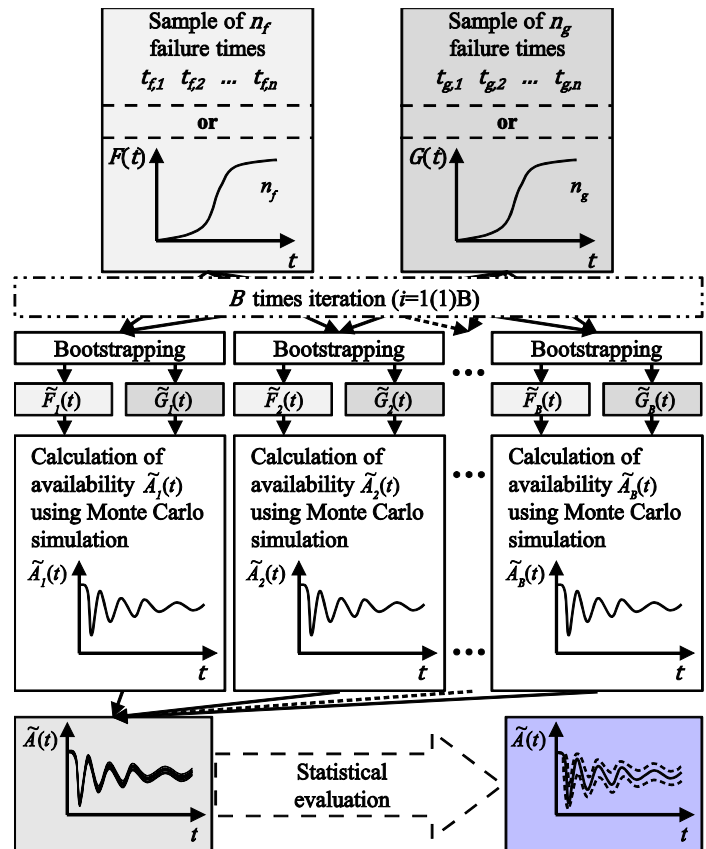 Sample of n_f
failure times
t_f,1 t_f,2 ... t_f,n
or
F(t)
n_f
t
Sample of n_g
failure times
t_g,1 t_g,2 ... t_g,n
or
G(t)
n_g
t
B times iteration (i=1(1)B)
Bootstrapping
Bootstrapping
...
Bootstrapping
F̃_1(t)
G̃_1(t)
F̃_2(t)
G̃_2(t)
F̃_B(t)
G̃_B(t)
Calculation of
availability Ã_1(t)
using Monte Carlo
simulation
Ã_1(t)
t
Calculation of
availability Ã_2(t)
using Monte Carlo
simulation
Ã_2(t)
t
...
...
Calculation of
availability Ã_B(t)
using Monte Carlo
simulation
Ã_B(t)
t
Ã(t)
t
Statistical
evaluation
Ã(t)
t